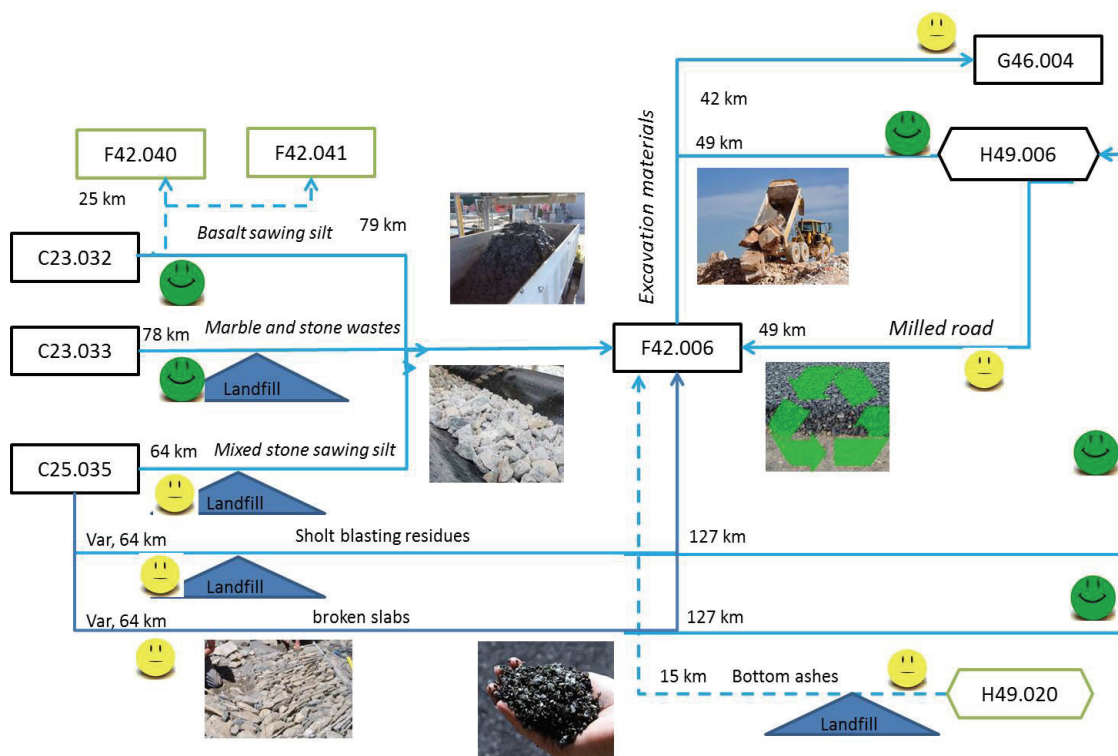 G46.004
42 km
Excavation materials
49 km
H49.006
F42.040
F42.041
25 km
Basalt sawing silt
79 km
C23.032
C23.033
78 km
Marble and stone wastes
Landfill
F42.006
49 km
Milled road
C25.035
64 km
Mixed stone sawing silt
Landfill
Var, 64 km
Sholt blasting residues
127 km
Landfill
Var, 64 km
broken slabs
127 km
15 km
Bottom ashes
H49.020
Landfill